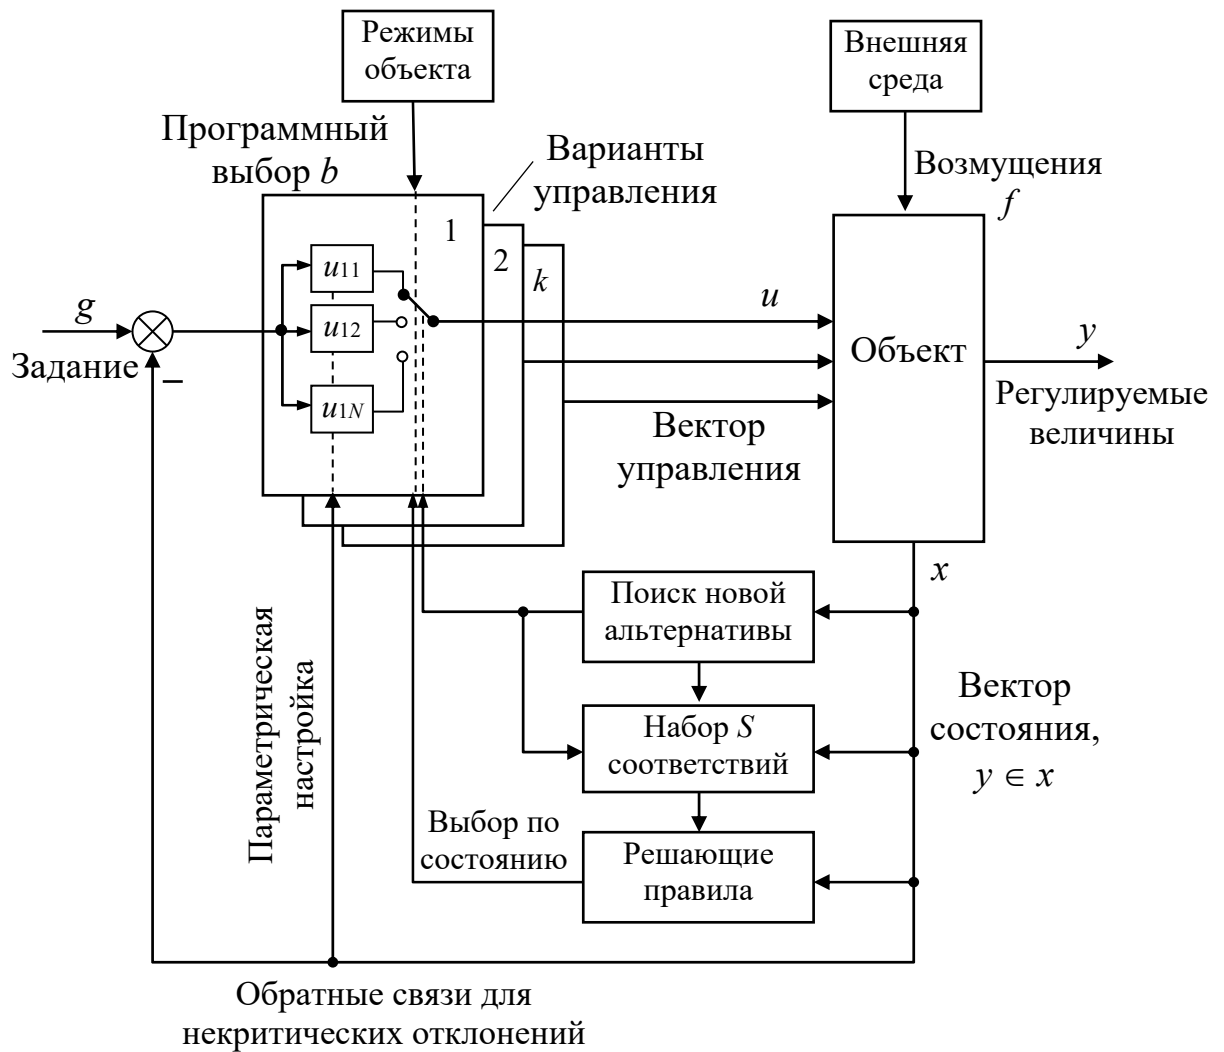 Режимы
объекта
Внешняя
среда
Программный
выбор b
Варианты
управления
Возмущения
f
1
2
k
u11
u12
u1N
g
Задание
–
u
Объект
y
Регулируемые
величины
Вектор
управления
x
Поиск новой
альтернативы
Параметрическая
настройка
Набор S
соответствий
Вектор
состояния,
y ∈ x
Выбор по
состоянию
Решающие
правила
Обратные связи для
некритических отклонений